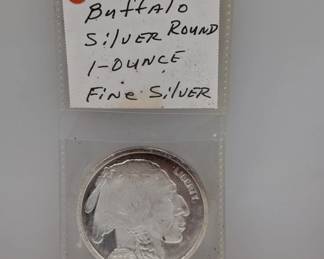 Buffalo
Silver Round
1-Ounce
Fine Silver
LIBERTY